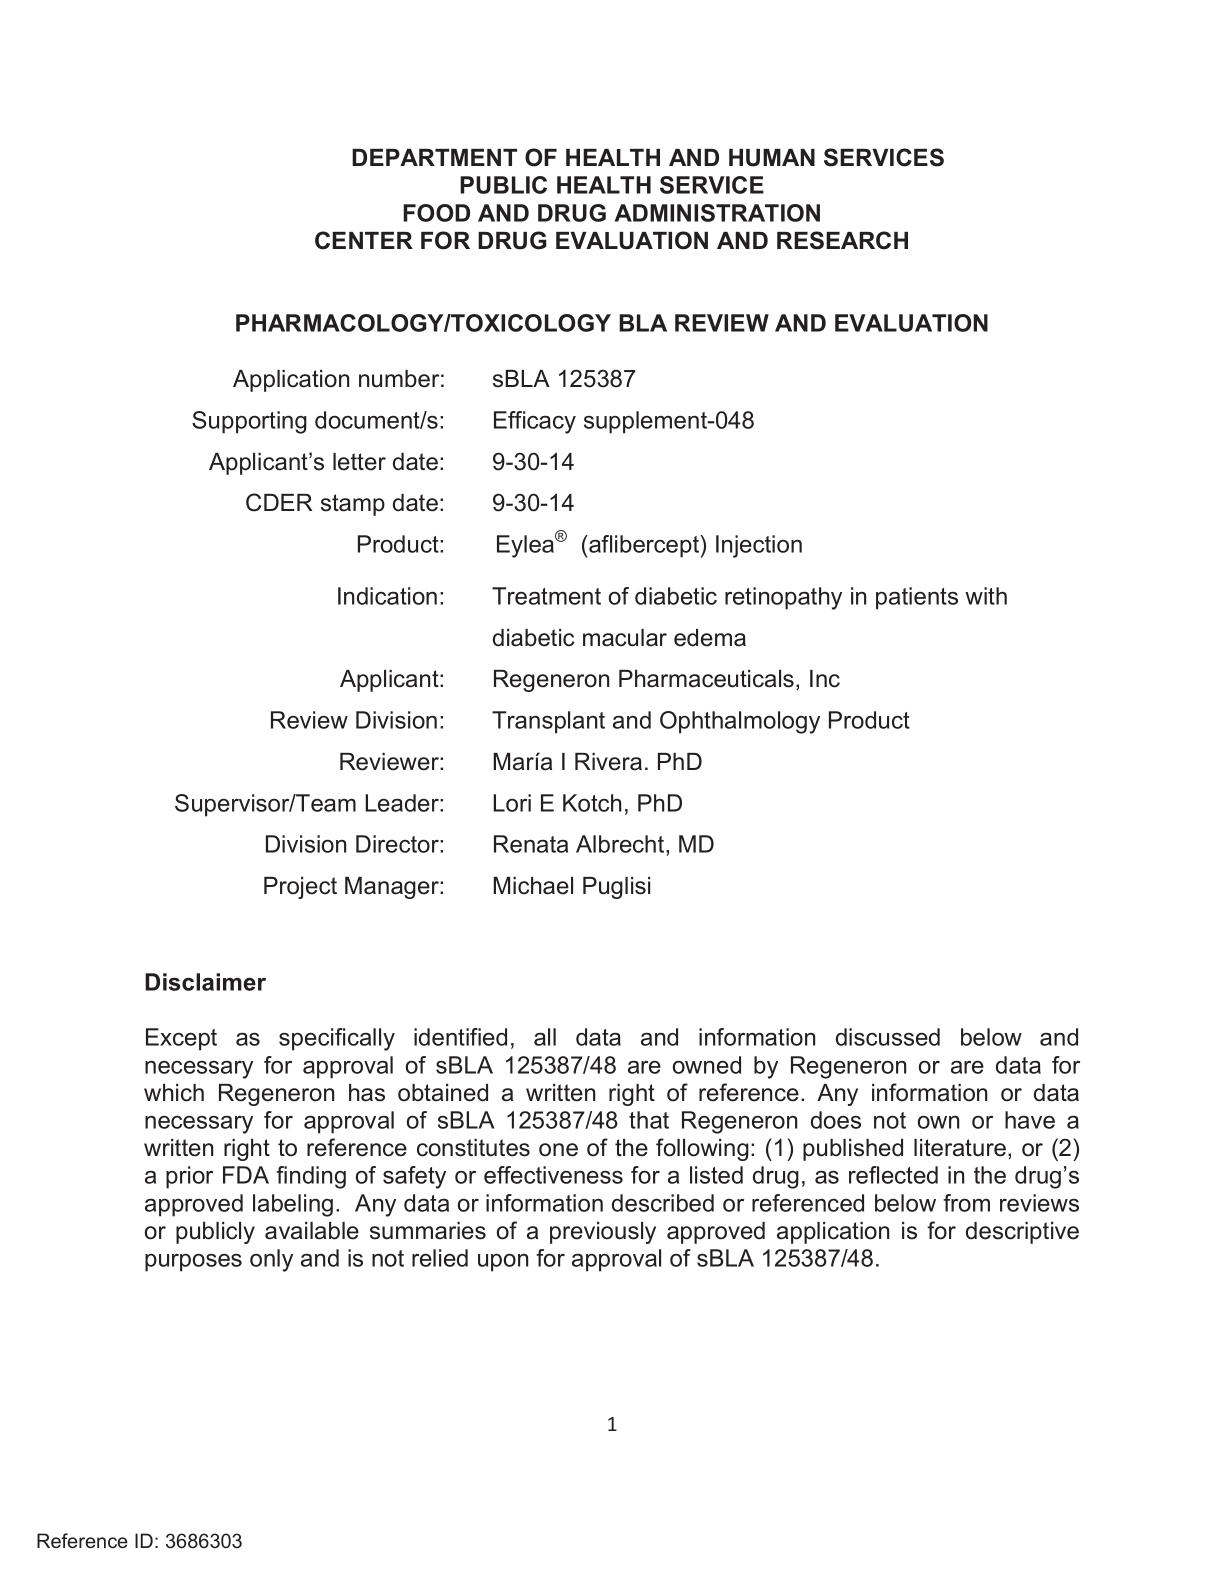 DEPARTMENT OF HEALTH AND HUMAN SERVICES
PUBLIC HEALTH SERVICE
FOOD AND DRUG ADMINISTRATION
CENTER FOR DRUG EVALUATION AND RESEARCH
PHARMACOLOGY/TOXICOLOGY BLA REVIEW AND EVALUATION
Application number: sBLA 125387
Supporting document/s: Efficacy supplement-048
Applicant’s letter date: 9-30-14
CDER stamp date: 9-30-14
Product: Eylea® (aflibercept) Injection
Indication: Treatment of diabetic retinopathy in patients with
diabetic macular edema
Applicant: Regeneron Pharmaceuticals, Inc
Review Division: Transplant and Ophthalmology Product
Reviewer: María I Rivera. PhD
Supervisor/Team Leader: Lori E Kotch, PhD
Division Director: Renata Albrecht, MD
Project Manager: Michael Puglisi
Disclaimer
Except as specifically identified, all data and information discussed below and
necessary for approval of sBLA 125387/48 are owned by Regeneron or are data for
which Regeneron has obtained a written right of reference. Any information or data
necessary for approval of sBLA 125387/48 that Regeneron does not own or have a
written right to reference constitutes one of the following: (1) published literature, or (2)
a prior FDA finding of safety or effectiveness for a listed drug, as reflected in the drug’s
approved labeling. Any data or information described or referenced below from reviews
or publicly available summaries of a previously approved application is for descriptive
purposes only and is not relied upon for approval of sBLA 125387/48.
1
Reference ID: 3686303